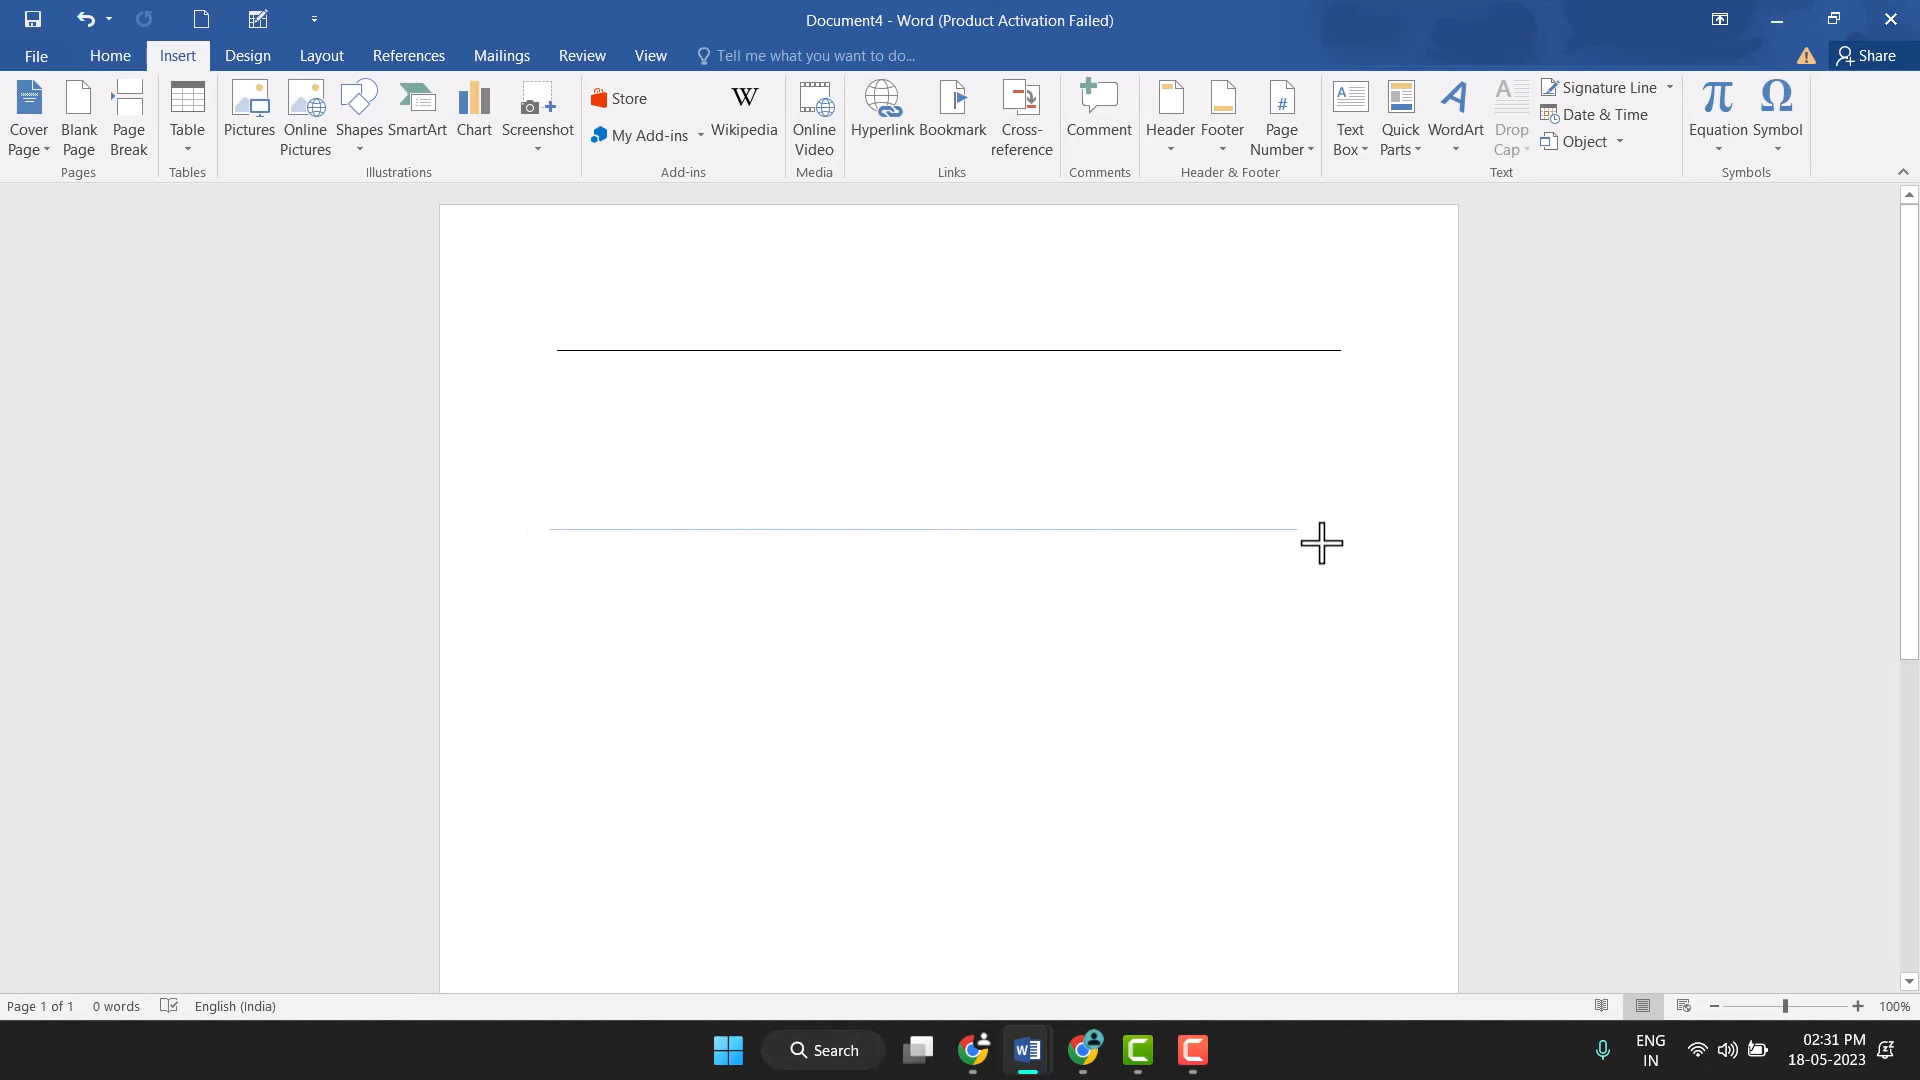 Document4 - Word (Product Activation Failed)
File Home Insert Design Layout References Mailings Review View Tell me what you want to do... Share
Cover Page
Blank Page
Page Break
Pages
Table
Tables
Pictures
Online Pictures
Shapes
SmartArt
Chart
Screenshot
Illustrations
Store
My Add-ins
Wikipedia
Add-ins
Online Video
Media
Hyperlink
Bookmark
Cross-reference
Links
Comment
Comments
Header
Footer
Page Number
Header & Footer
Text Box
Quick Parts
WordArt
Drop Cap
Signature Line
Date & Time
Object
Text
Equation
Symbol
Symbols
Page 1 of 1 0 words English (India) 100%
Search
ENG
IN
02:31 PM
18-05-2023